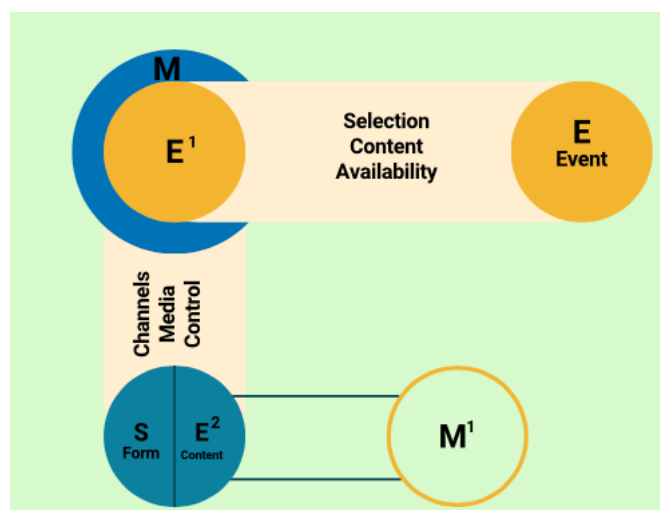 M
E¹
Selection
Content
Availability
E
Event
Channels
Media
Control
S
Form
E²
Content
M¹